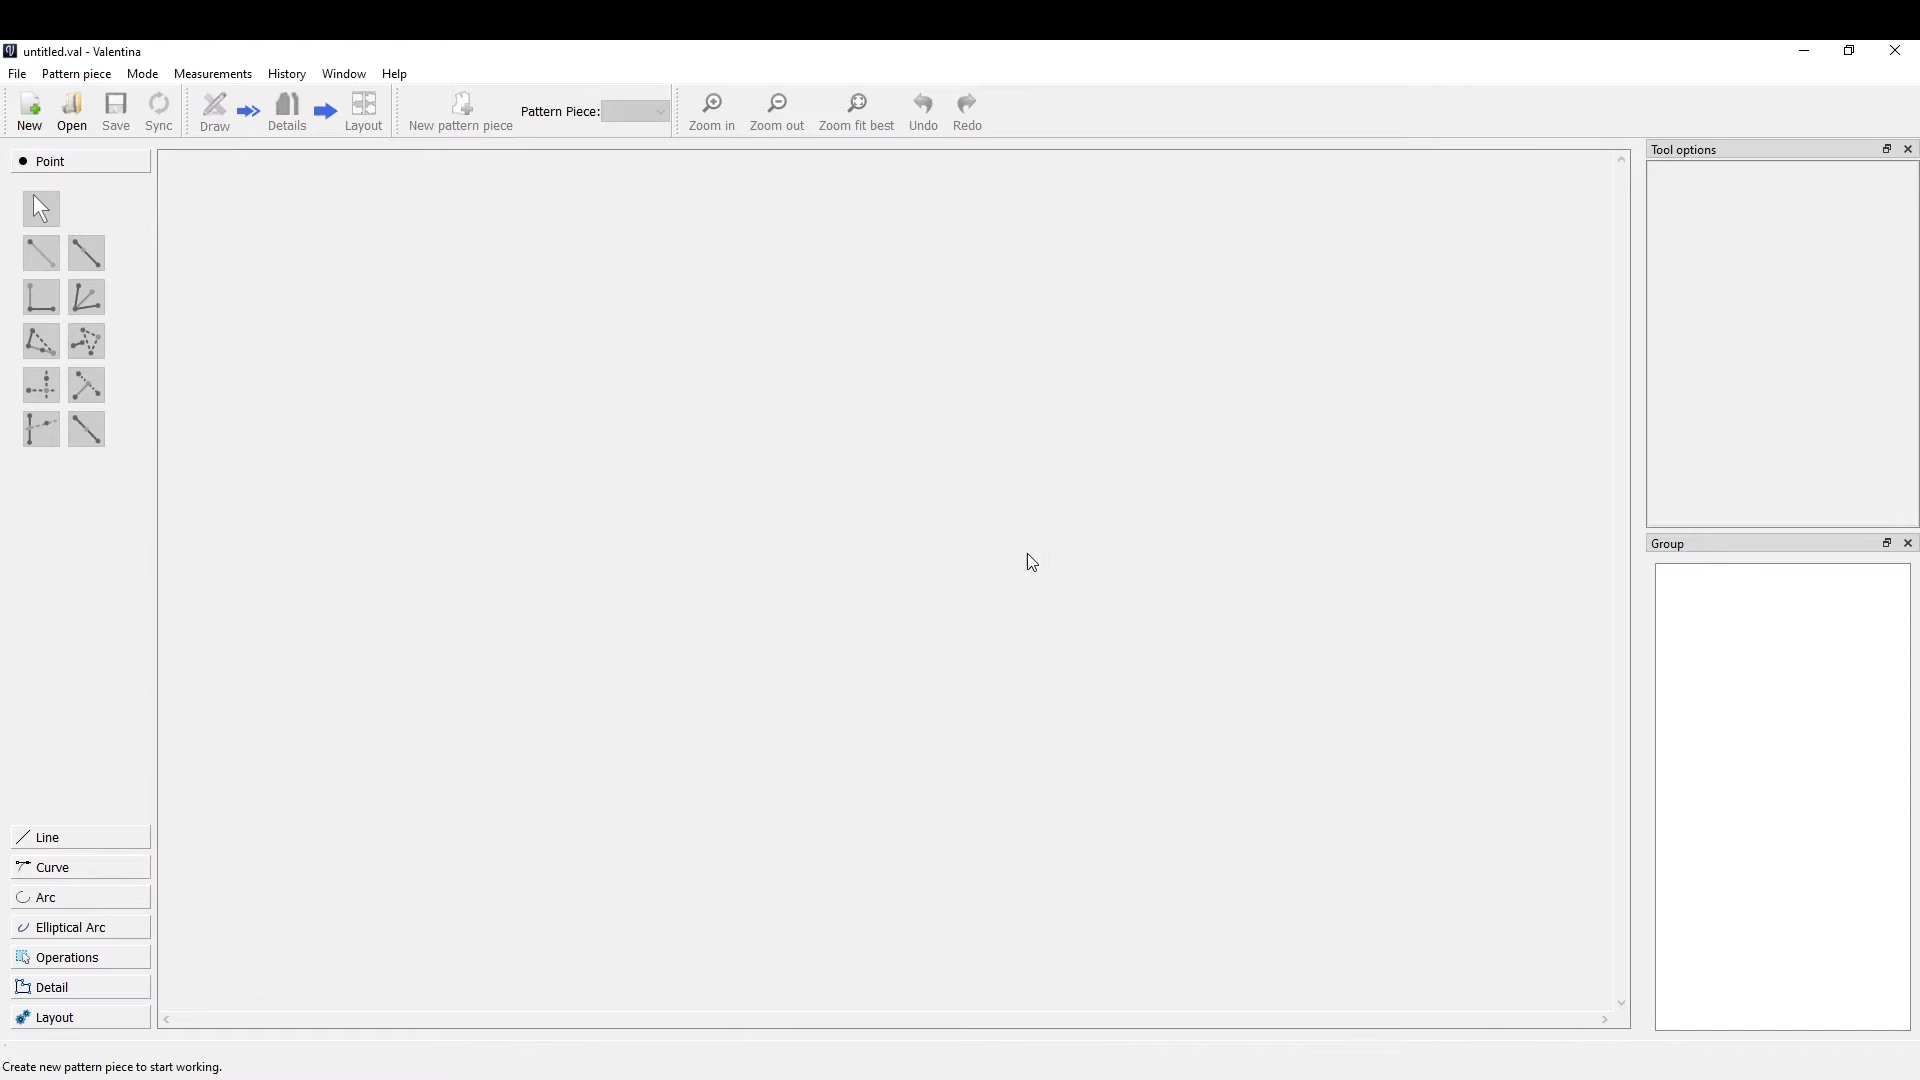 untitled.val - Valentina
File Pattern piece Mode Measurements History Window Help
New Open Save Sync Draw Details Layout New pattern piece Pattern Piece: Zoom in Zoom out Zoom fit best Undo Redo
Point
Tool options
Group
Line
Curve
Arc
Elliptical Arc
Operations
Detail
Layout
Create new pattern piece to start working.